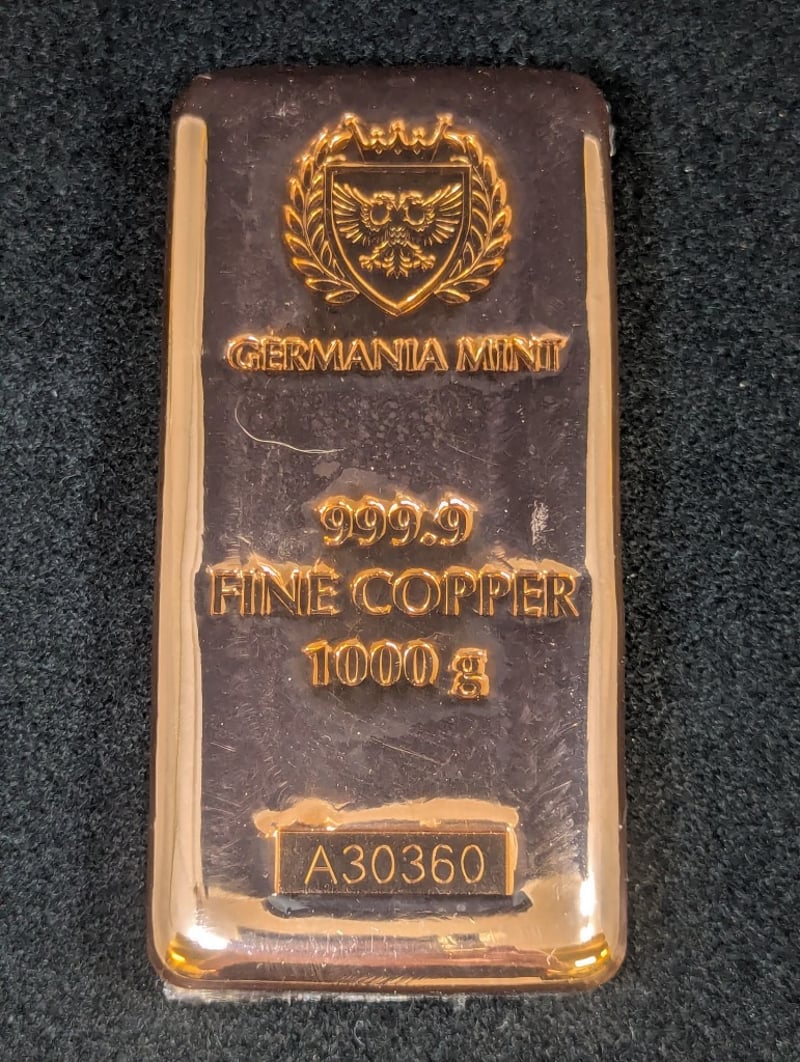 GERMANIA MINT
999.9
FINE COPPER
1000 g
A30360